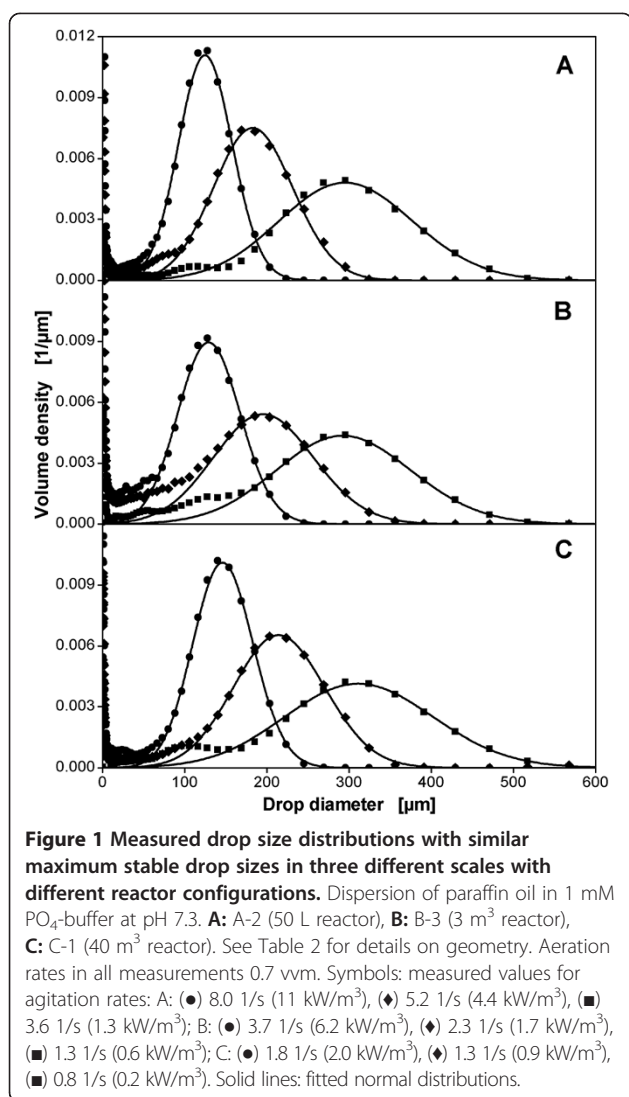 0.012
A
0.009
0.006
0.003
0.000
B
0.009
0.006
0.003
0.000
Volume density [1/µm]
C
0.009
0.006
0.003
0.000
0 100 200 300 400 500 600
Drop diameter [µm]
Figure 1 Measured drop size distributions with similar
maximum stable drop sizes in three different scales with
different reactor configurations. Dispersion of paraffin oil in 1 mM
PO₄-buffer at pH 7.3. A: A-2 (50 L reactor), B: B-3 (3 m³ reactor),
C: C-1 (40 m³ reactor). See Table 2 for details on geometry. Aeration
rates in all measurements 0.7 vvm. Symbols: measured values for
agitation rates: A: (●) 8.0 1/s (11 kW/m³), (♦) 5.2 1/s (4.4 kW/m³), (■)
3.6 1/s (1.3 kW/m³); B: (●) 3.7 1/s (6.2 kW/m³), (♦) 2.3 1/s (1.7 kW/m³),
(■) 1.3 1/s (0.6 kW/m³); C: (●) 1.8 1/s (2.0 kW/m³), (♦) 1.3 1/s (0.9 kW/m³),
(■) 0.8 1/s (0.2 kW/m³). Solid lines: fitted normal distributions.